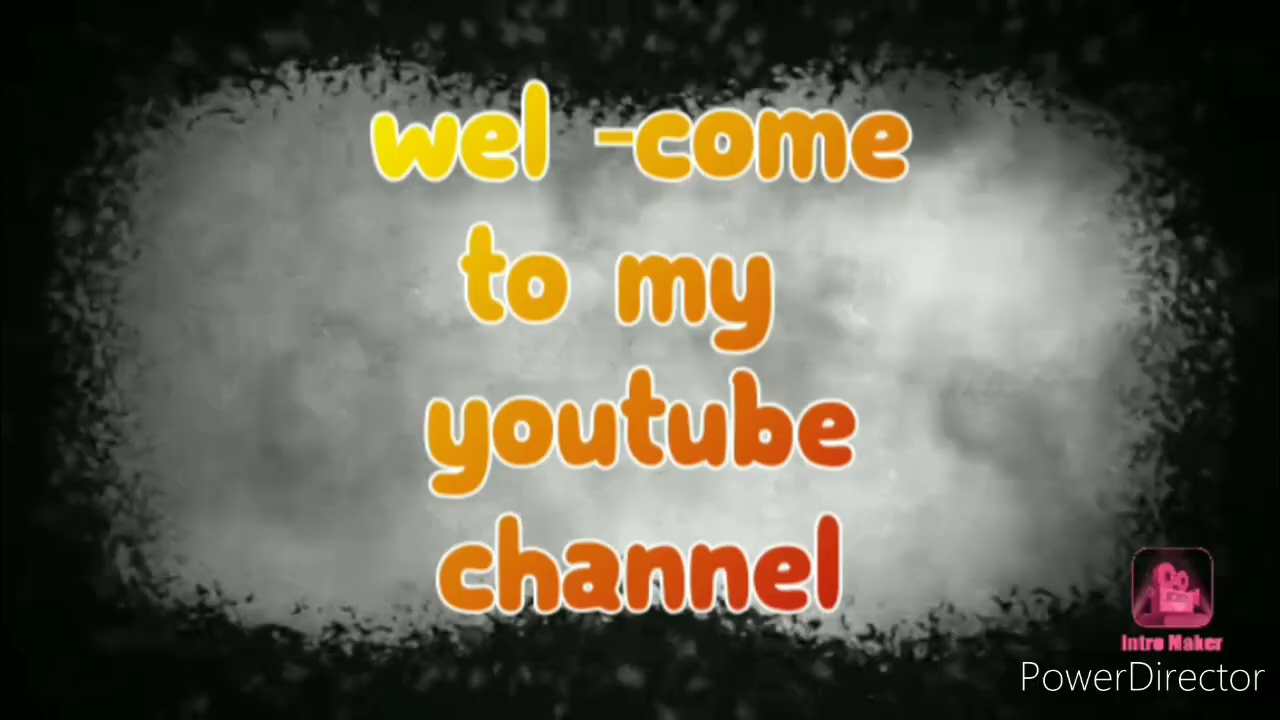 wel -come
to my
youtube
channel
Intro Maker
PowerDirector